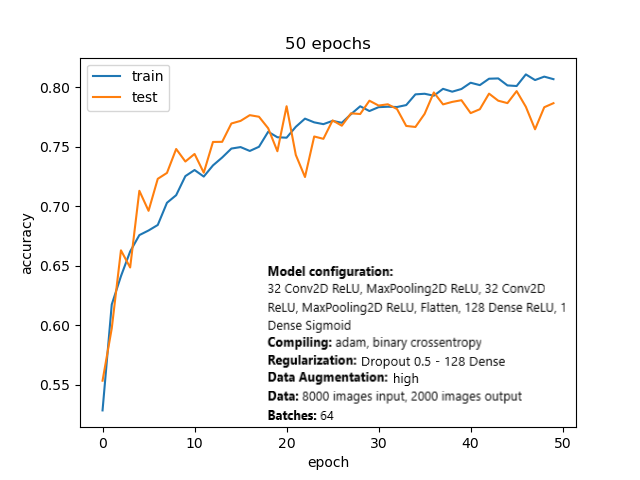 50 epochs
train
test
accuracy
0.80
0.75
0.70
0.65
0.60
0.55
Model configuration:
32 Conv2D ReLU, MaxPooling2D ReLU, 32 Conv2D
ReLU, MaxPooling2D ReLU, Flatten, 128 Dense ReLU, 1
Dense Sigmoid
Compiling: adam, binary crossentropy
Regularization: Dropout 0.5 - 128 Dense
Data Augmentation: high
Data: 8000 images input, 2000 images output
Batches: 64
0 10 20 30 40 50
epoch